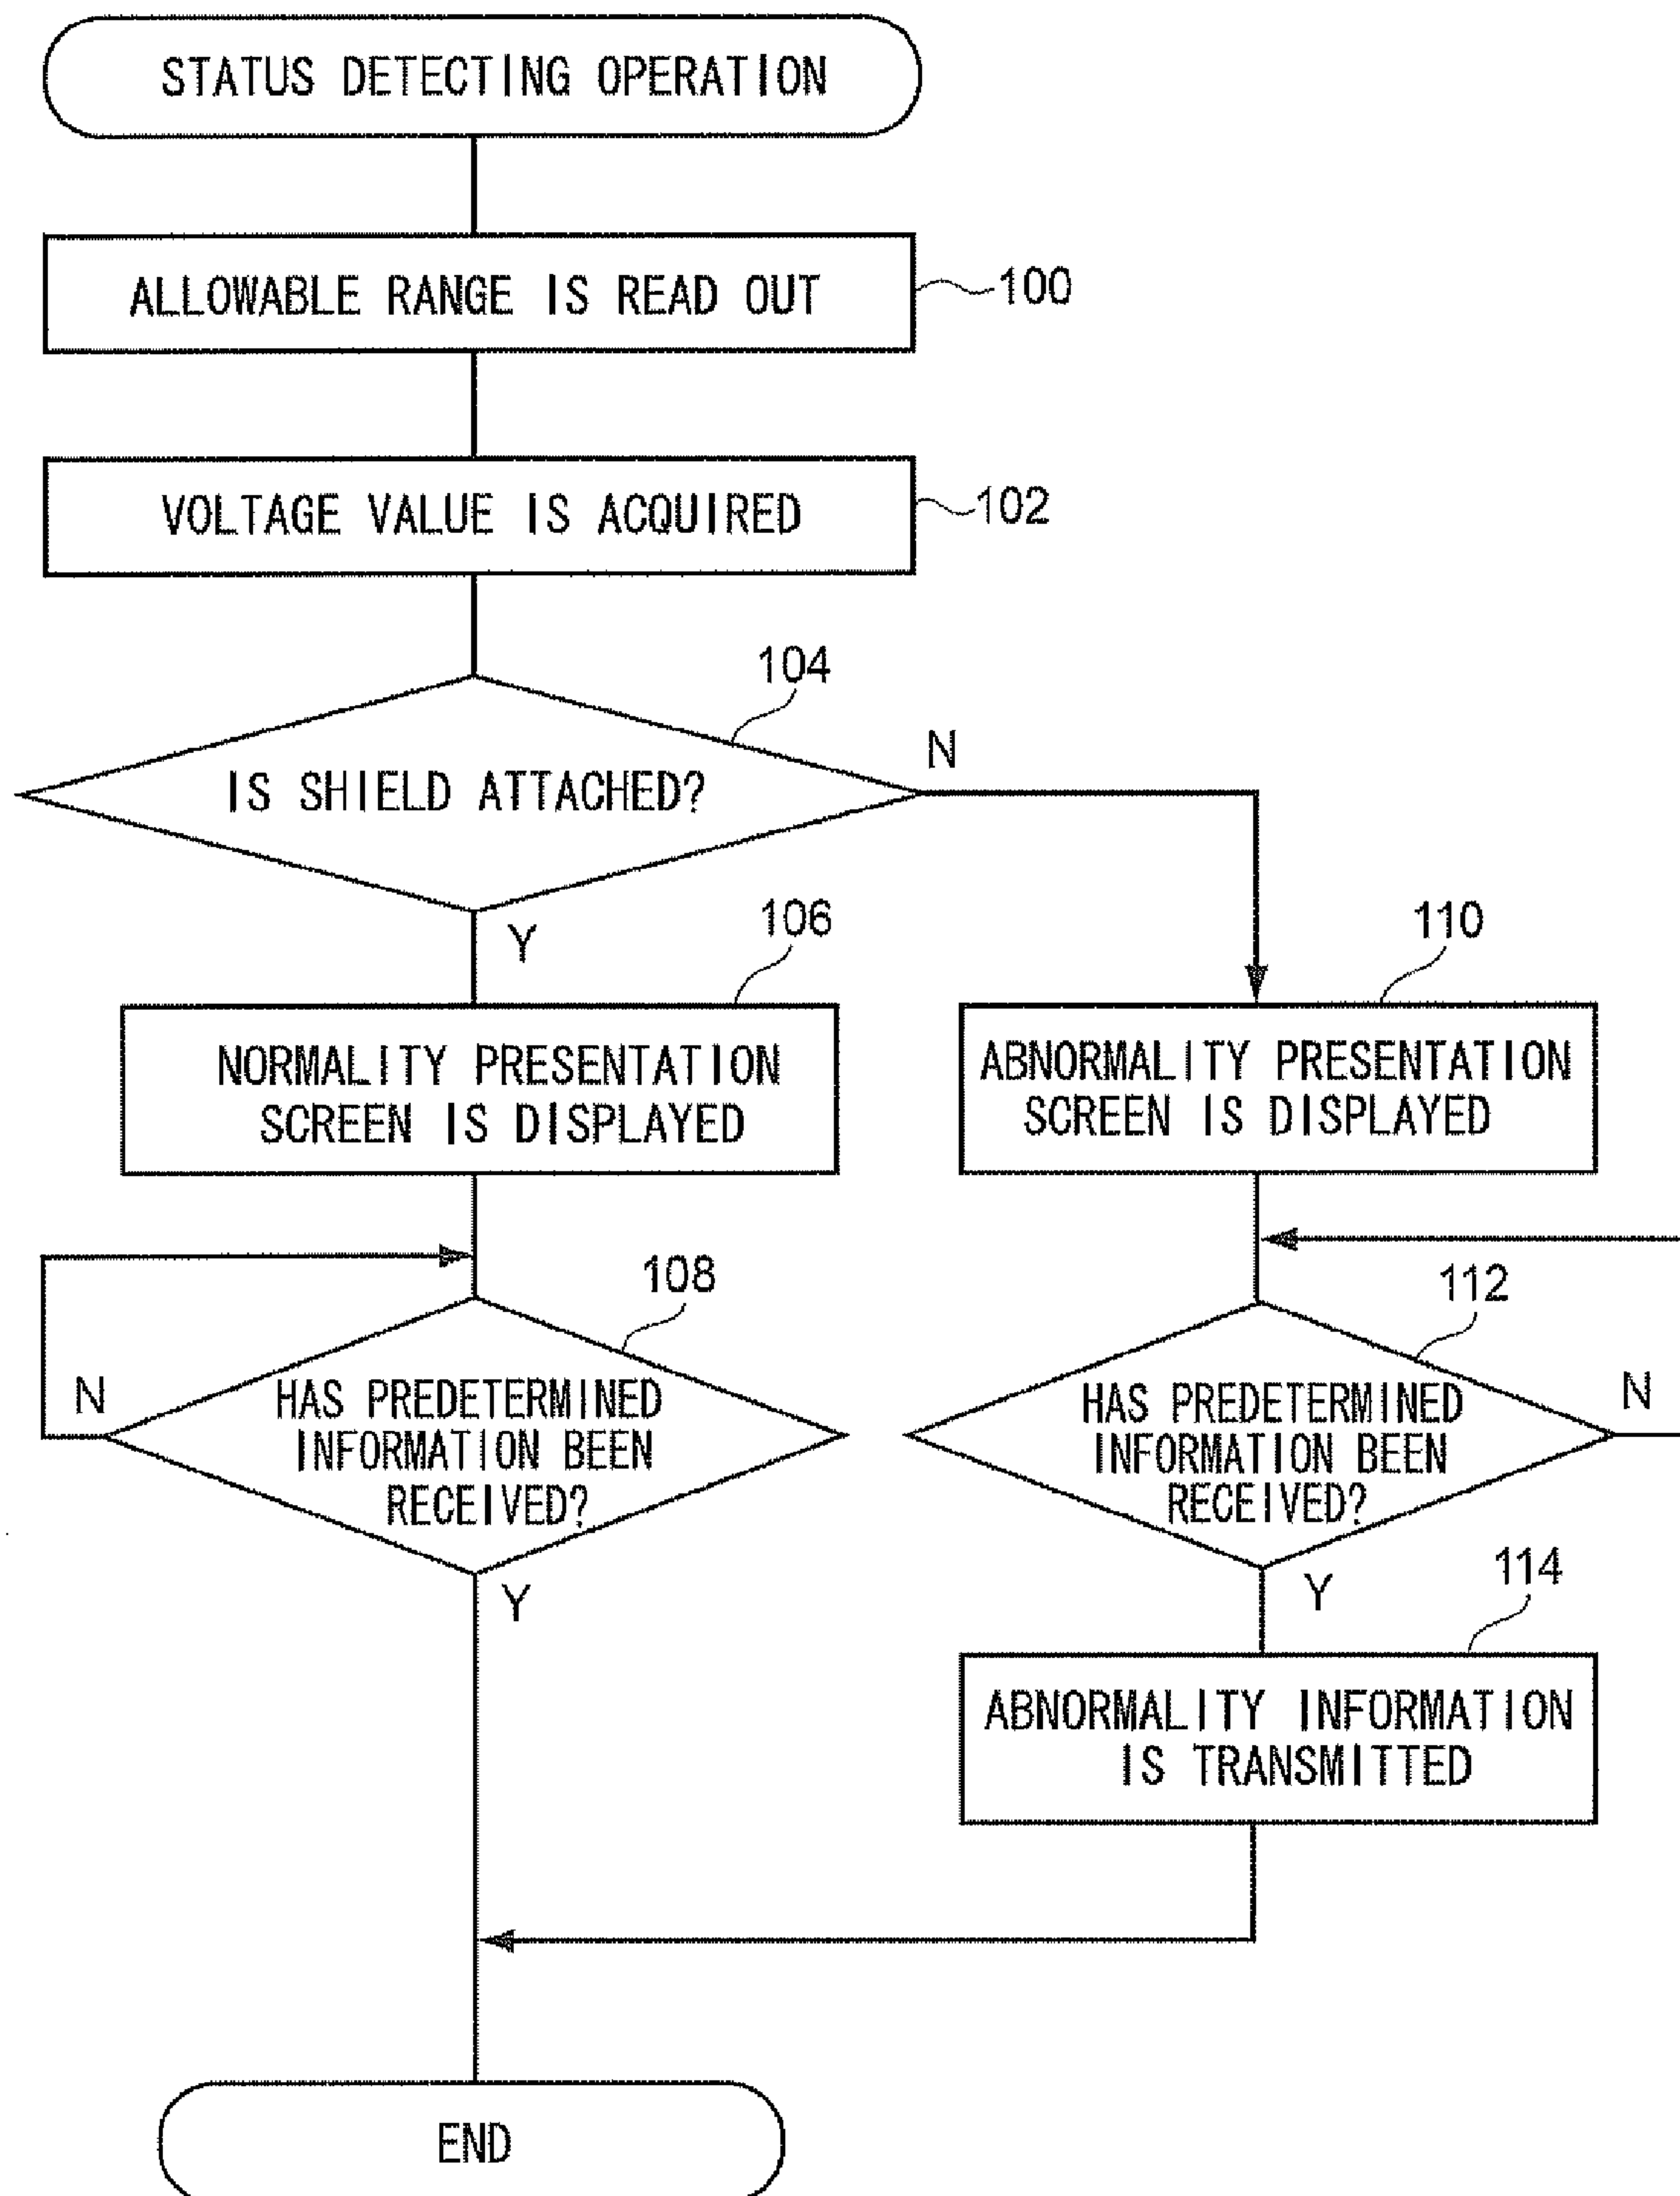 STATUS DETECTING OPERATION
ALLOWABLE RANGE IS READ OUT
100
VOLTAGE VALUE IS ACQUIRED
102
104
IS SHIELD ATTACHED?
N
Y
106
NORMALITY PRESENTATION
SCREEN IS DISPLAYED
110
ABNORMALITY PRESENTATION
SCREEN IS DISPLAYED
108
HAS PREDETERMINED
INFORMATION BEEN
RECEIVED?
N
Y
112
HAS PREDETERMINED
INFORMATION BEEN
RECEIVED?
N
Y
114
ABNORMALITY INFORMATION
IS TRANSMITTED
END